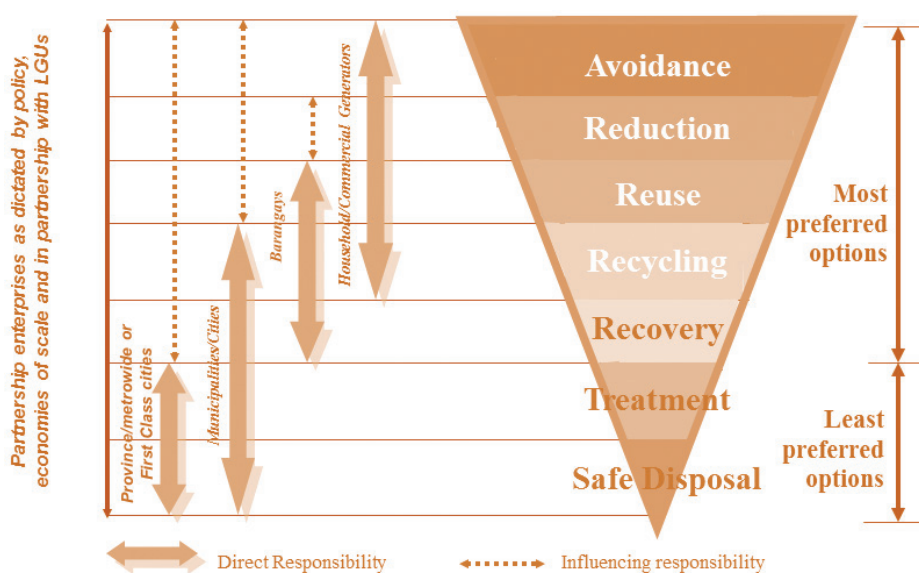 Partnership enterprises as dictated by policy,
economies of scale and in partnership with LGUs
Province/metrowide or
First Class cities
Municipalities/Cities
Barangays
Household/Commercial Generators
Avoidance
Reduction
Reuse
Recycling
Recovery
Treatment
Safe Disposal
Most
preferred
options
Least
preferred
options
Direct Responsibility
Influencing responsibility